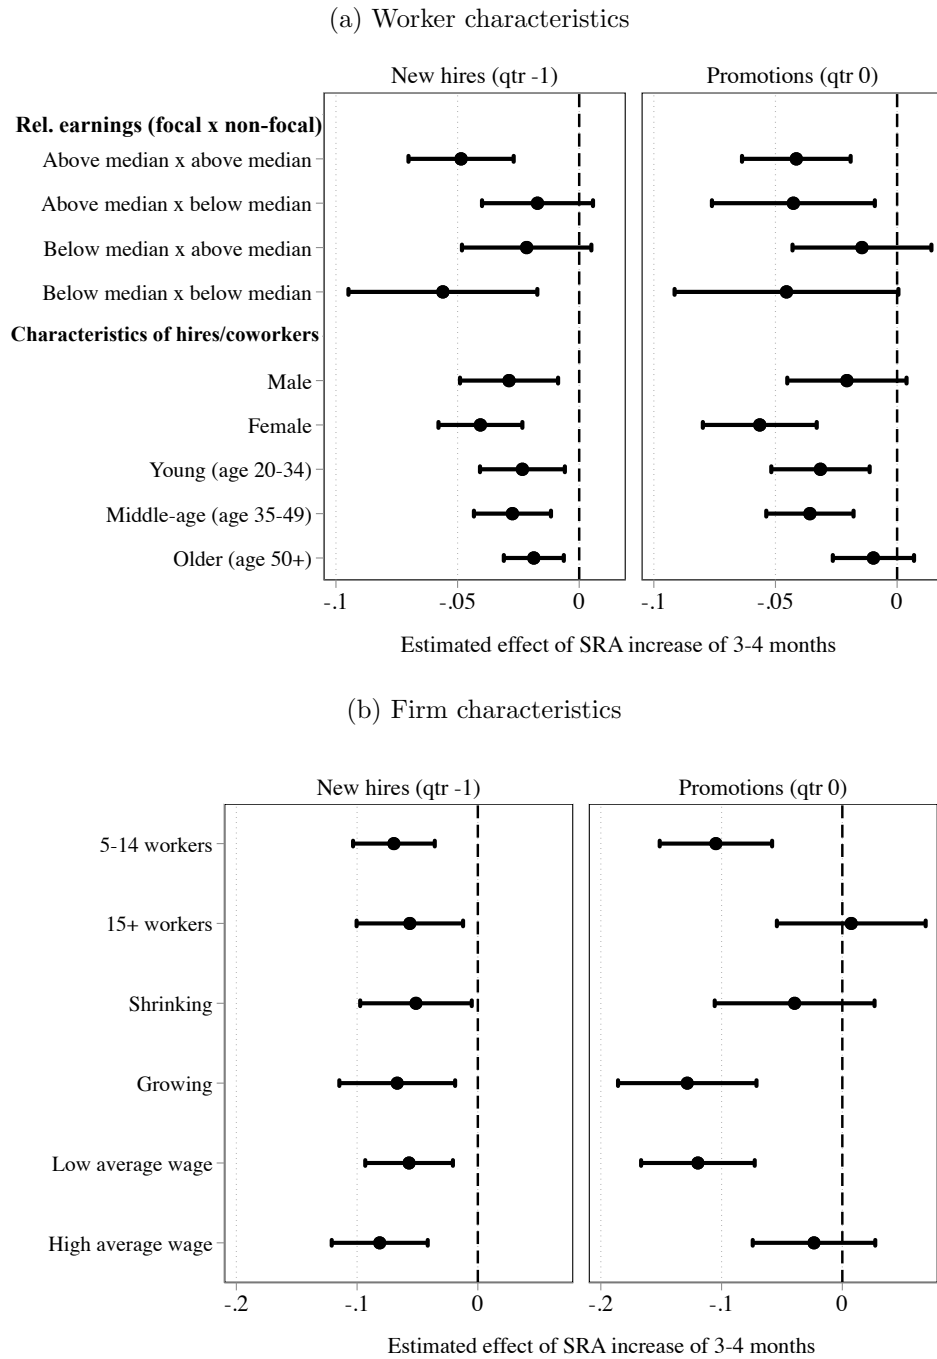 (a) Worker characteristics
New hires (qtr -1)
Promotions (qtr 0)
Rel. earnings (focal x non-focal)
Above median x above median
Above median x below median
Below median x above median
Below median x below median
Characteristics of hires/coworkers
Male
Female
Young (age 20-34)
Middle-age (age 35-49)
Older (age 50+)
-.1 -.05 0
-.1 -.05 0
Estimated effect of SRA increase of 3-4 months
(b) Firm characteristics
New hires (qtr -1)
Promotions (qtr 0)
5-14 workers
15+ workers
Shrinking
Growing
Low average wage
High average wage
-.2 -.1 0
-.2 -.1 0
Estimated effect of SRA increase of 3-4 months